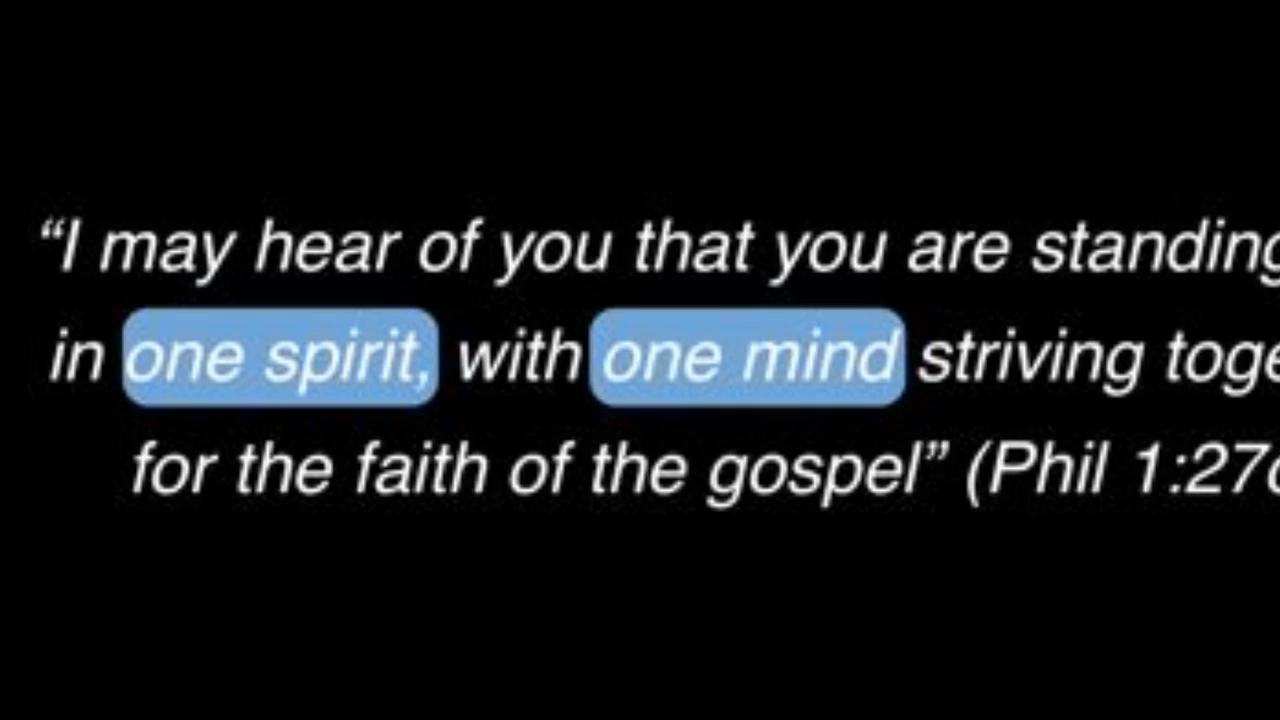 “I may hear of you that you are standing
in one spirit, with one mind striving toge
for the faith of the gospel” (Phil 1:27